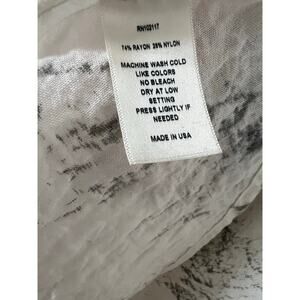 RN102117
74% RAYON 26% NYLON
MACHINE WASH COLD
LIKE COLORS
NO BLEACH
DRY AT LOW
SETTING
PRESS LIGHTLY IF
NEEDED
MADE IN USA